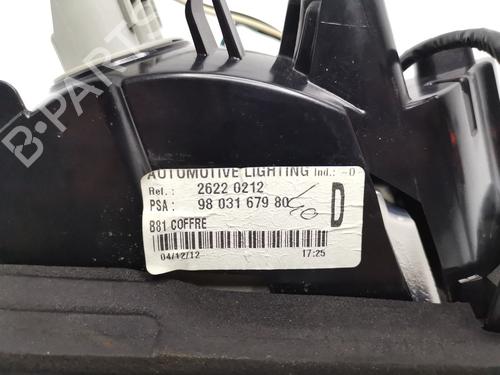 AUTOMOTIVE LIGHTING Ind.: -D-
Ref. : 2622 0212
PSA : 98 031 679 80
D
B81 COFFRE
04/12/12 17:25
B-PARTS